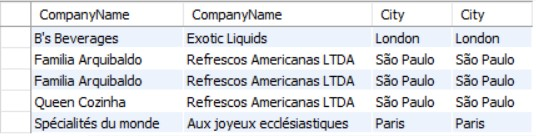 CompanyName CompanyName City City
B's Beverages Exotic Liquids London London
Familia Arquibaldo Refrescos Americanas LTDA São Paulo São Paulo
Familia Arquibaldo Refrescos Americanas LTDA São Paulo São Paulo
Queen Cozinha Refrescos Americanas LTDA São Paulo São Paulo
Spécialités du monde Aux joyeux ecclésiastiques Paris Paris